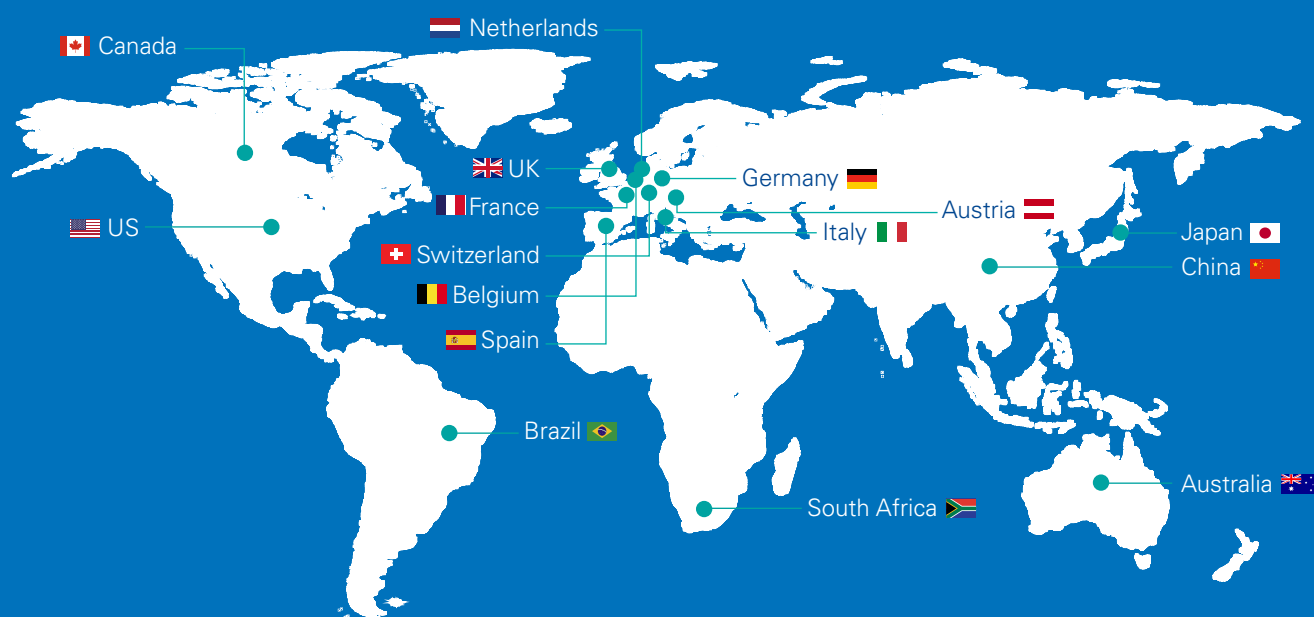 Netherlands
Canada
UK
Germany
France
Austria
US
Italy
Japan
Switzerland
China
Belgium
Spain
Brazil
Australia
South Africa